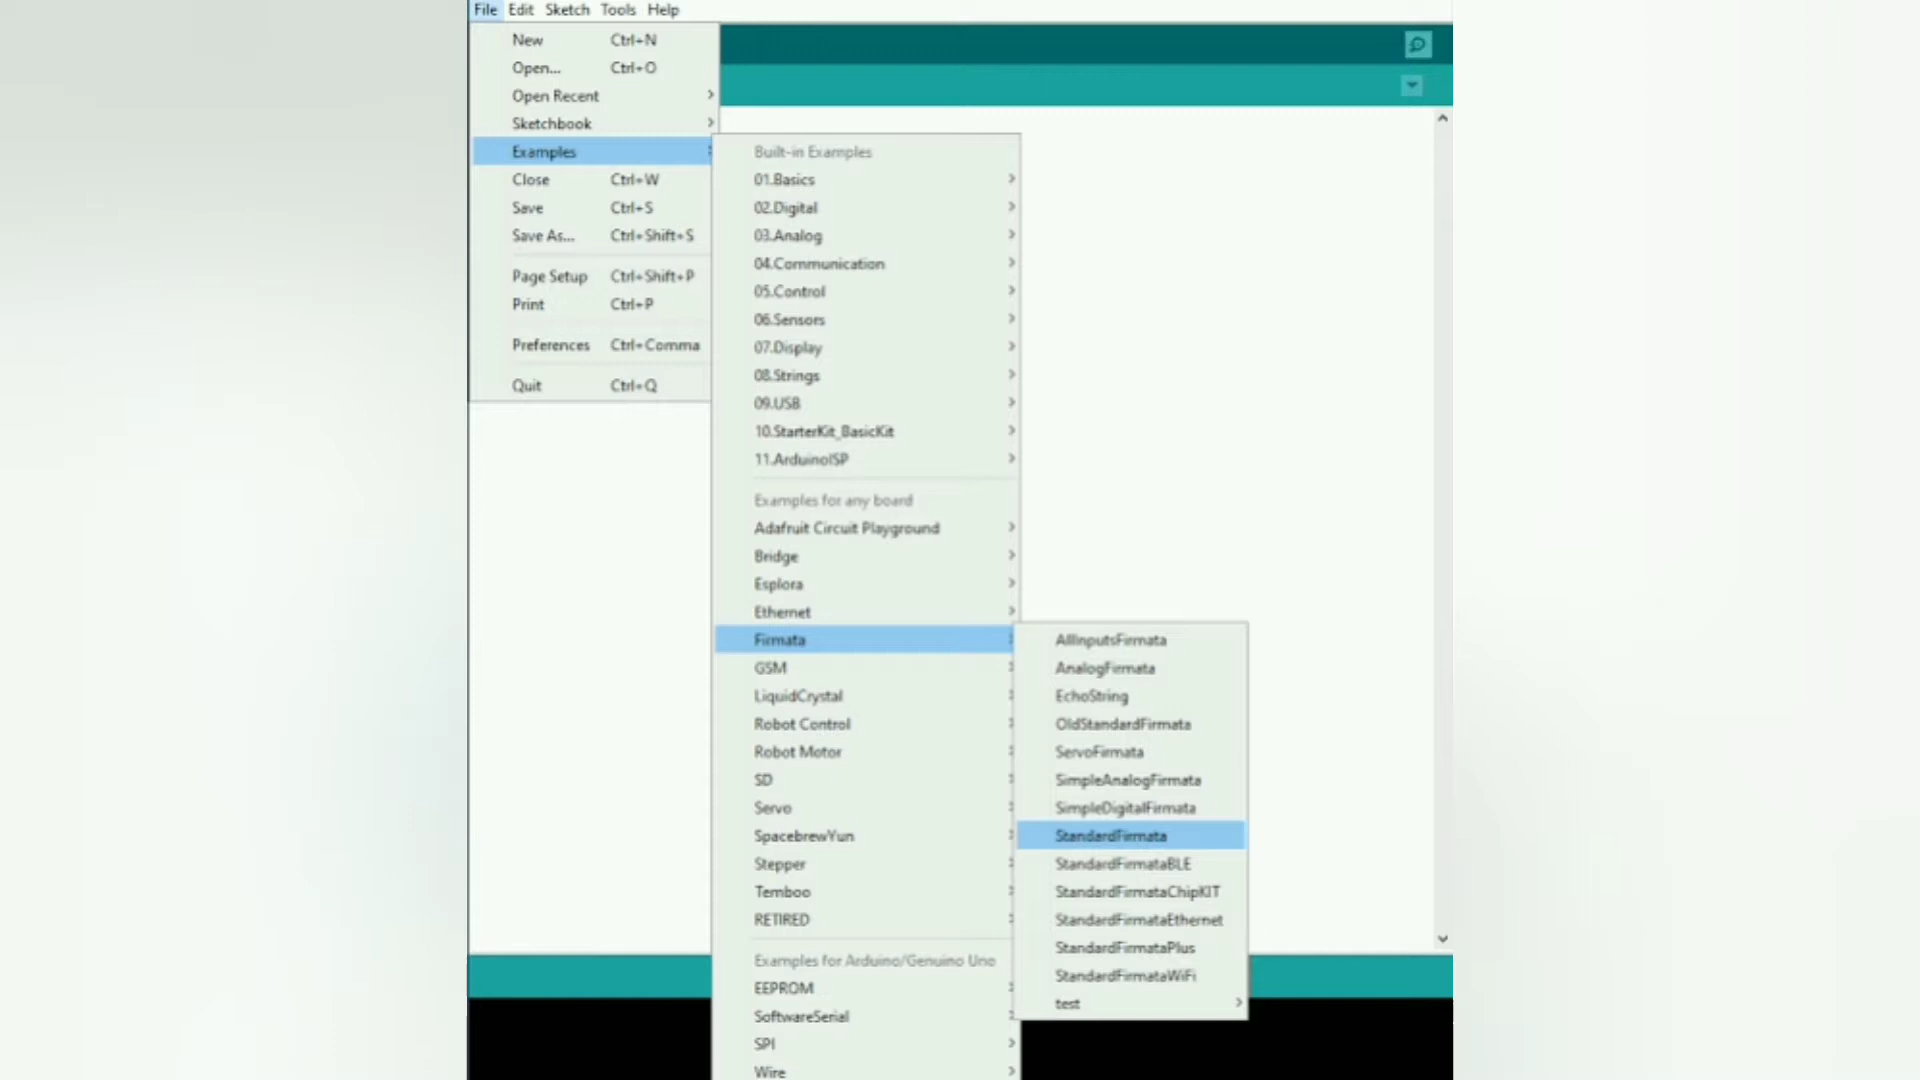 File Edit Sketch Tools Help
New Ctrl+N
Open... Ctrl+O
Open Recent
Sketchbook
Examples
Close Ctrl+W
Save Ctrl+S
Save As... Ctrl+Shift+S
Page Setup Ctrl+Shift+P
Print Ctrl+P
Preferences Ctrl+Comma
Quit Ctrl+Q
Built-in Examples
01.Basics
02.Digital
03.Analog
04.Communication
05.Control
06.Sensors
07.Display
08.Strings
09.USB
10.StarterKit_BasicKit
11.ArduinoISP
Examples for any board
Adafruit Circuit Playground
Bridge
Esplora
Ethernet
Firmata
GSM
LiquidCrystal
Robot Control
Robot Motor
SD
Servo
SpacebrewYun
Stepper
Temboo
RETIRED
Examples for Arduino/Genuino Uno
EEPROM
SoftwareSerial
SPI
Wire
AllInputsFirmata
AnalogFirmata
EchoString
OldStandardFirmata
ServoFirmata
SimpleAnalogFirmata
SimpleDigitalFirmata
StandardFirmata
StandardFirmataBLE
StandardFirmataChipKIT
StandardFirmataEthernet
StandardFirmataPlus
StandardFirmataWiFi
test